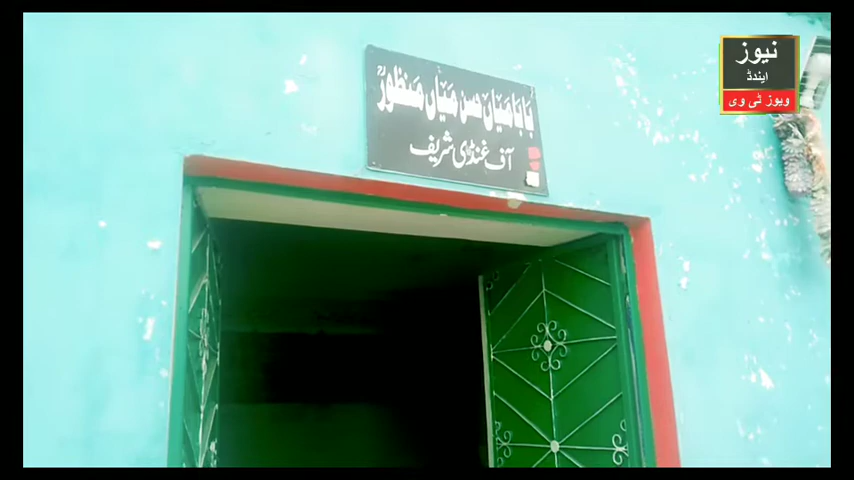 بابا میاں حسن میاں منظورؒ
آف غنڈی شریف
نیوز
اینڈ
ویوز ٹی وی